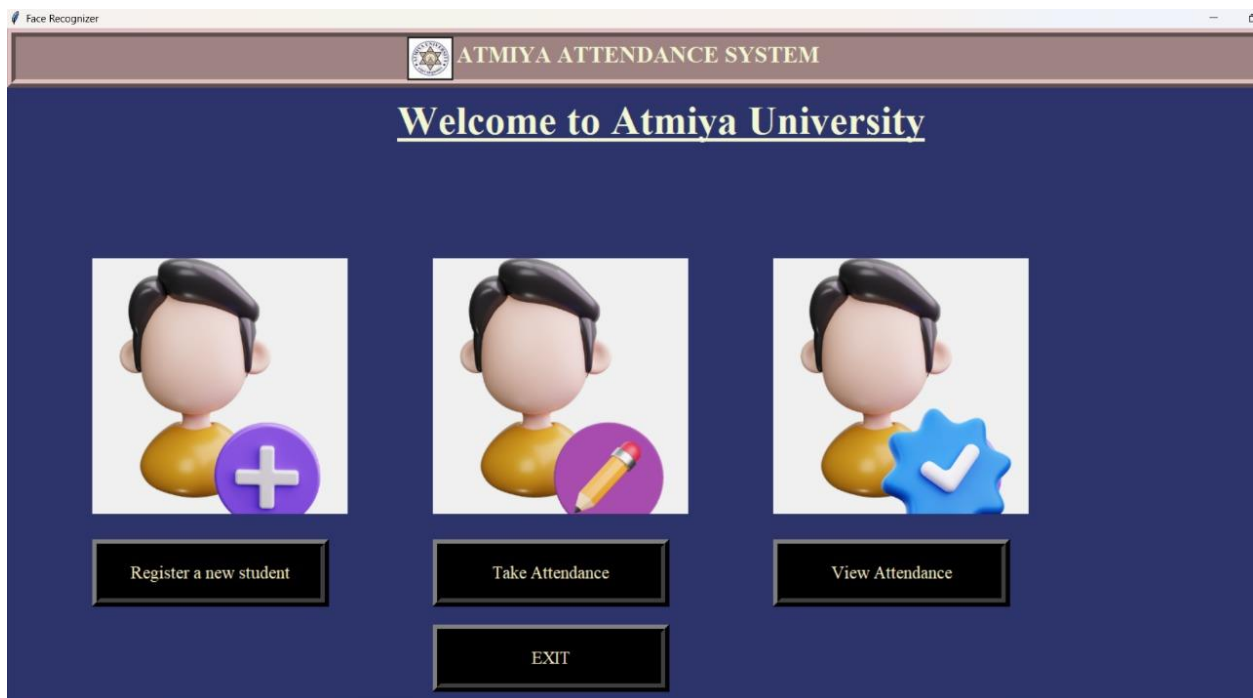 Face Recognizer
ATMIYA ATTENDANCE SYSTEM
Welcome to Atmiya University
Register a new student
Take Attendance
View Attendance
EXIT